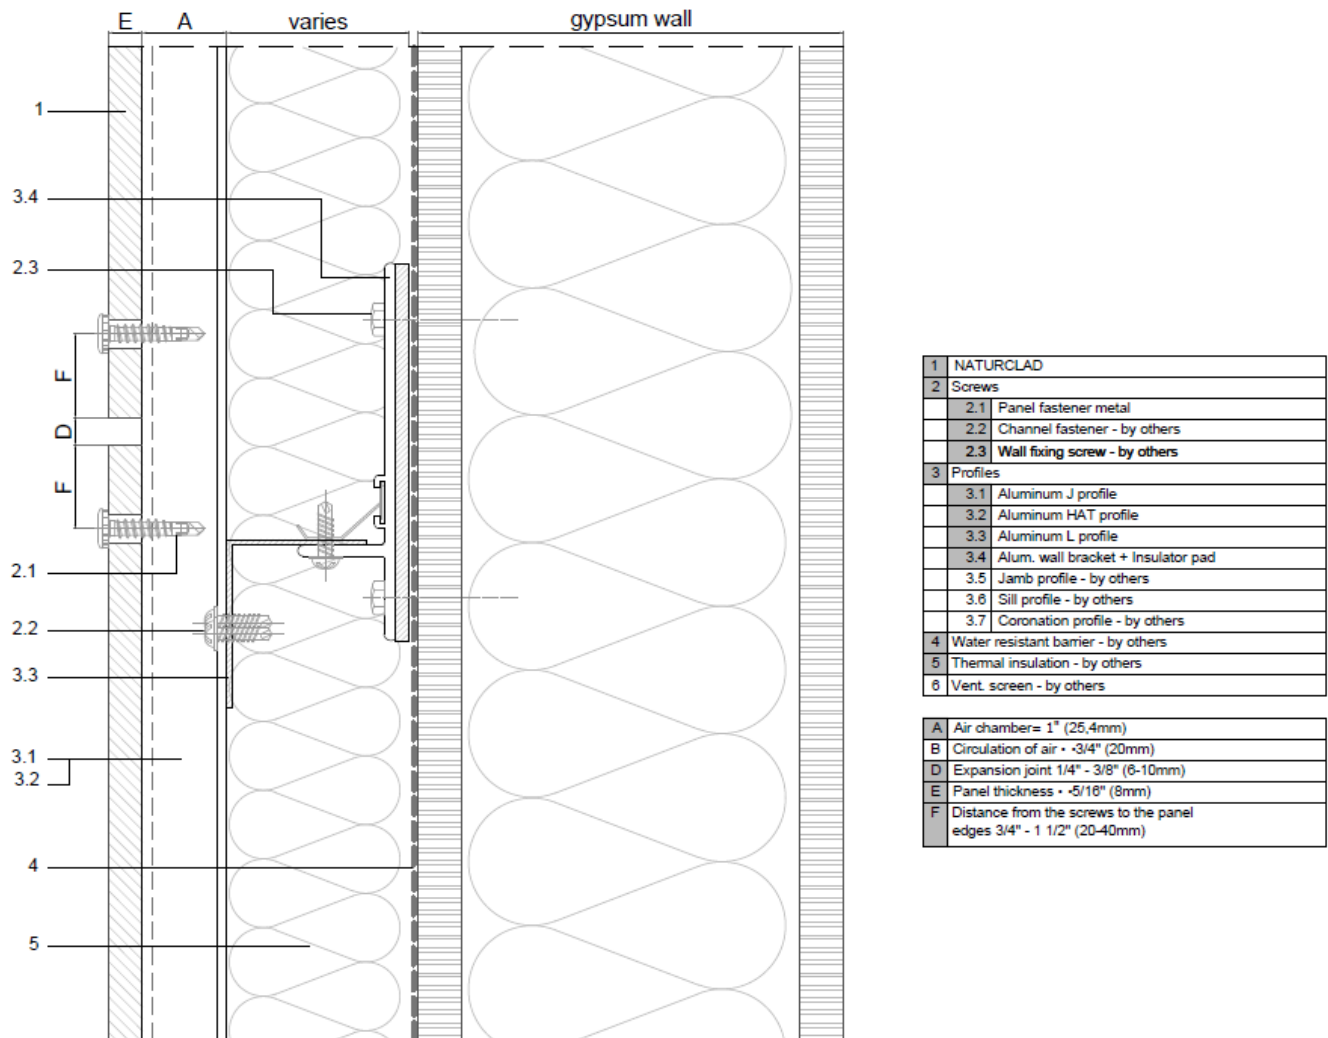 E A varies gypsum wall
1
3.4
2.3
F
D
F
2.1
2.2
3.3
3.1
3.2
4
5
1 NATURCLAD
2 Screws
2.1 Panel fastener metal
2.2 Channel fastener - by others
2.3 Wall fixing screw - by others
3 Profiles
3.1 Aluminum J profile
3.2 Aluminum HAT profile
3.3 Aluminum L profile
3.4 Alum. wall bracket + Insulator pad
3.5 Jamb profile - by others
3.6 Sill profile - by others
3.7 Coronation profile - by others
4 Water resistant barrier - by others
5 Thermal insulation - by others
6 Vent. screen - by others
A Air chamber= 1" (25,4mm)
B Circulation of air • •3/4" (20mm)
D Expansion joint 1/4" - 3/8" (6-10mm)
E Panel thickness • •5/16" (8mm)
F Distance from the screws to the panel
edges 3/4" - 1 1/2" (20-40mm)